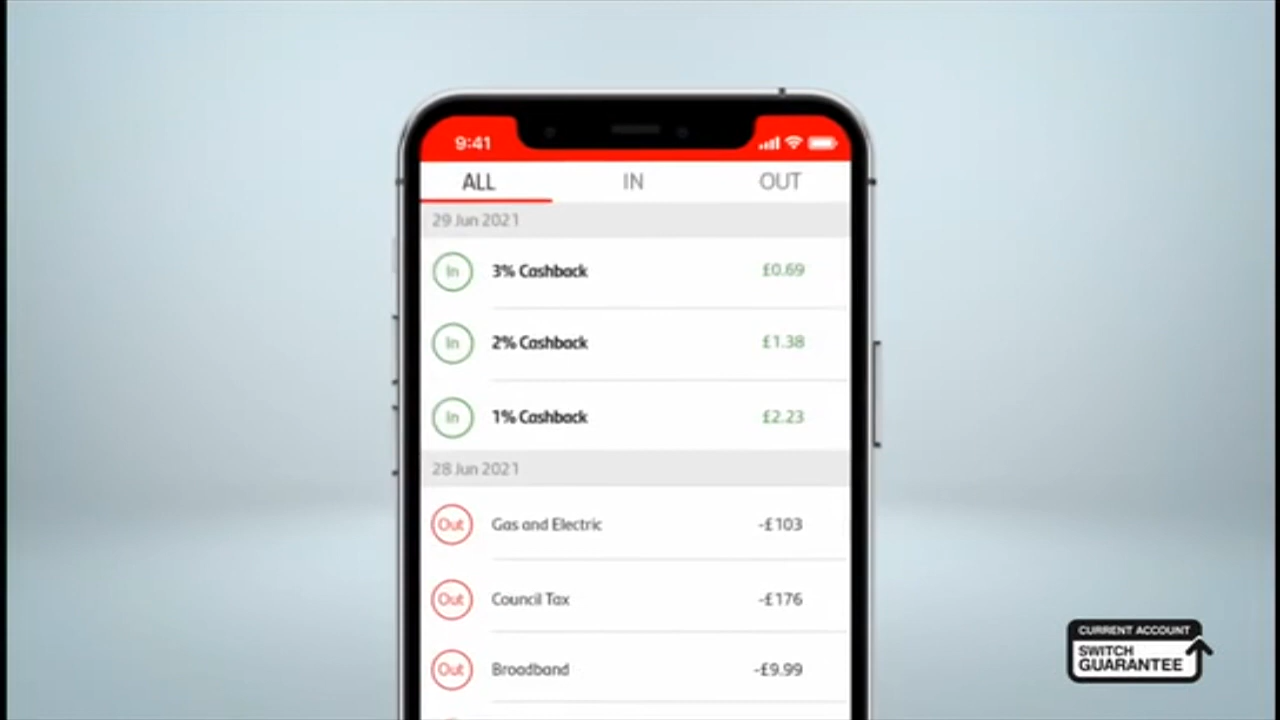 9:41
ALL IN OUT
29 Jun 2021
In 3% Cashback £0.69
In 2% Cashback £1.38
In 1% Cashback £2.23
28 Jun 2021
Out Gas and Electric -£103
Out Council Tax -£176
Out Broadband -£9.99
CURRENT ACCOUNT
SWITCH
GUARANTEE